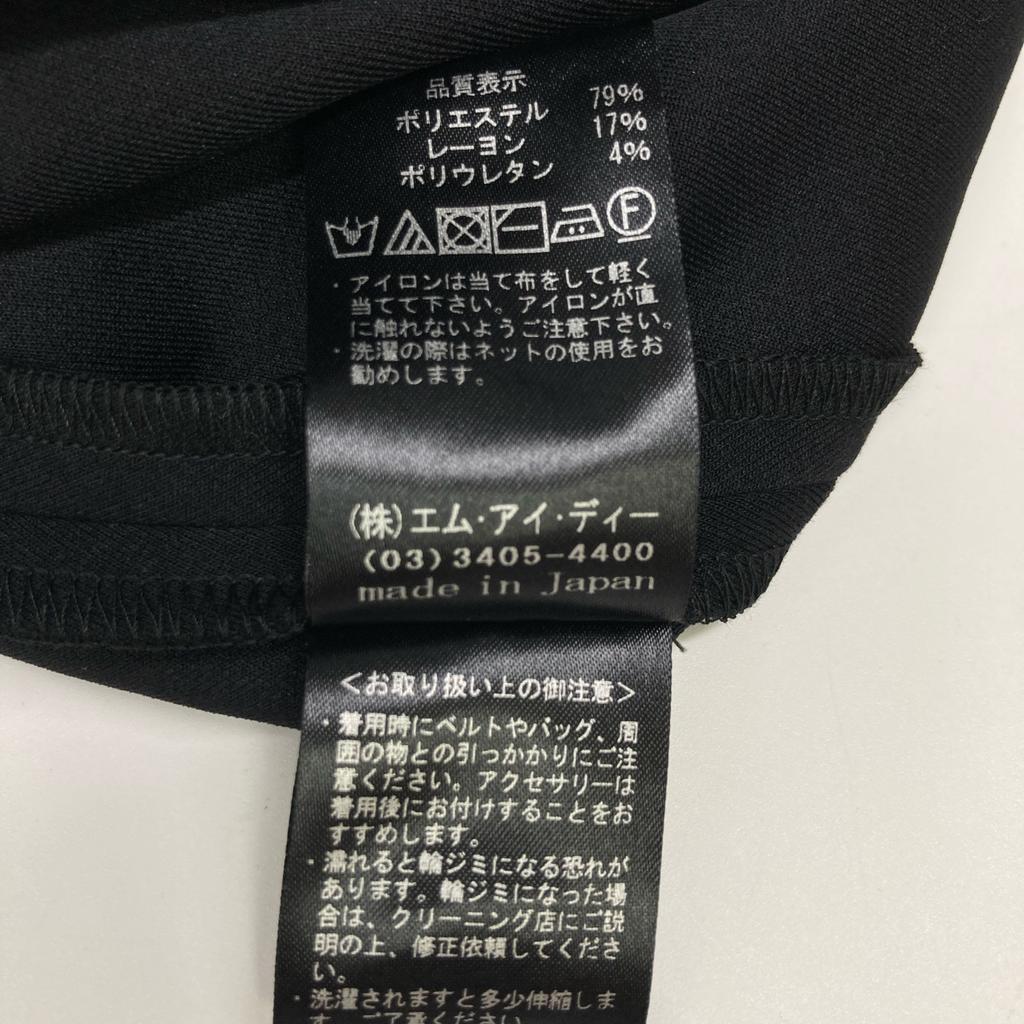 品質表示
ポリエステル 79%
レーヨン 17%
ポリウレタン 4%
F
・アイロンは当て布をして軽く
当てて下さい。アイロンが直
に触れないようご注意下さい。
・洗濯の際はネットの使用をお
勧めします。
(株)エム・アイ・ディー
(03)3405-4400
made in Japan
<お取り扱い上の御注意>
・着用時にベルトやバッグ、周
囲の物との引っかかりにご注
意ください。アクセサリーは
着用後にお付けすることをお
すすめします。
・濡れると輪ジミになる恐れが
あります。輪ジミになった場
合は、クリーニング店にご説
明の上、修正依頼してくださ
い。
・洗濯されますと多少伸縮しま
す。ご了承ください。